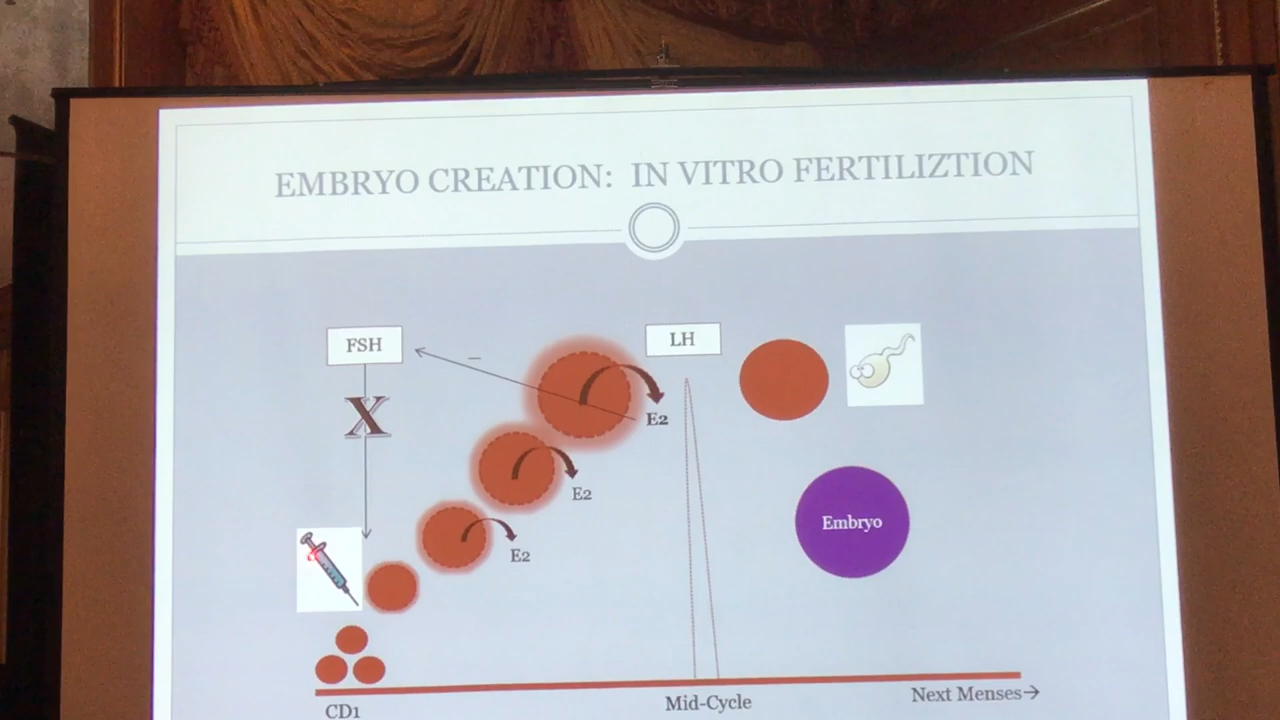 EMBRYO CREATION: IN VITRO FERTILIZTION
FSH
LH
X
–
E2
E2
Embryo
E2
CD1
Mid-Cycle
Next Menses→